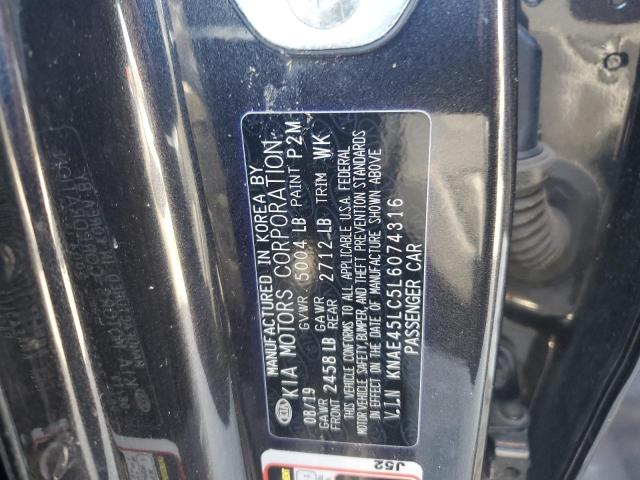 MANUFACTURED IN KOREA BY
KIA MOTORS CORPORATION
KIA
08/19 GVWR 5004 LB PAINT P2M
GAWR FRONT 2458 LB GAWR REAR 2712 LB TRIM WK
THIS VEHICLE CONFORMS TO ALL APPLICABLE U.S.A. FEDERAL
MOTOR VEHICLE SAFETY, BUMPER, AND THEFT PREVENTION STANDARDS
IN EFFECT ON THE DATE OF MANUFACTURE SHOWN ABOVE
V.I.N KNAE45LC5L6074316
PASSENGER CAR
J52